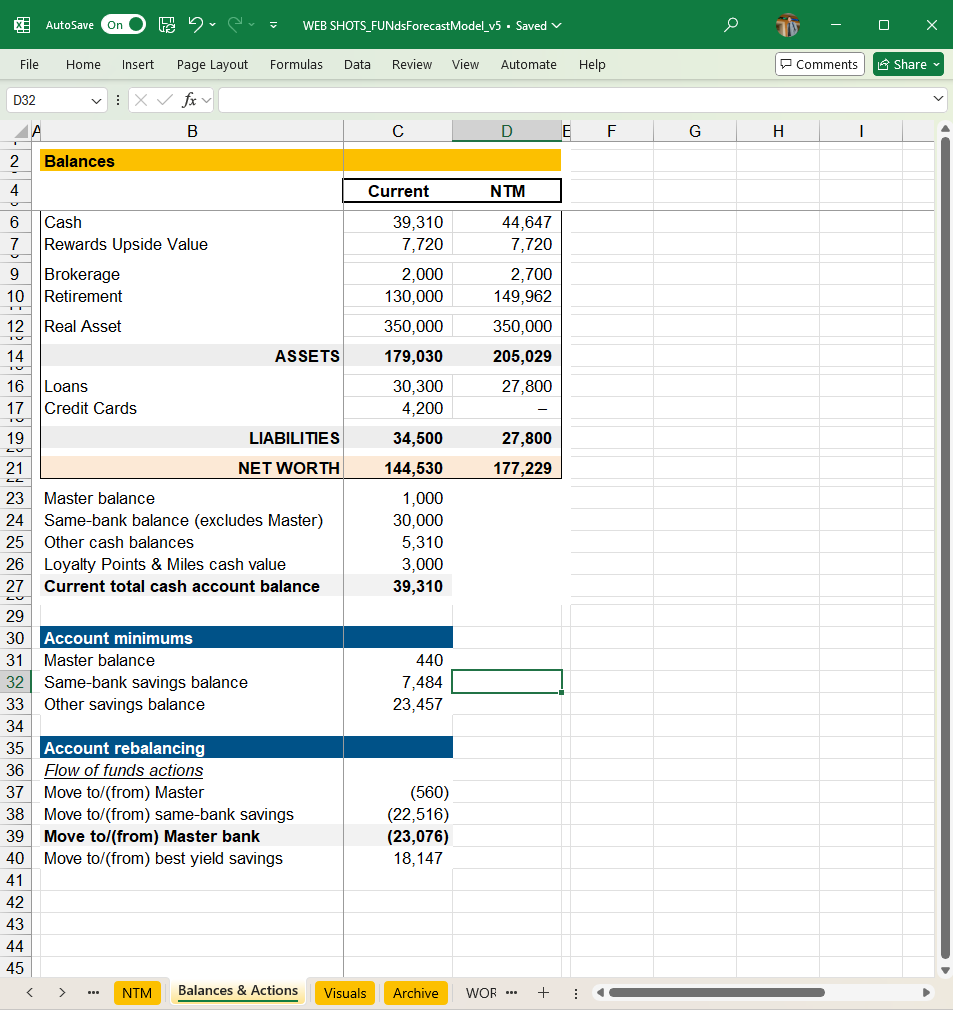 AutoSave On WEB SHOTS_FUNdsForecastModel_v5 • Saved
File Home Insert Page Layout Formulas Data Review View Automate Help Comments Share
D32 fx
A B C D E F G H I
2 Balances
4 Current NTM
6 Cash 39,310 44,647
7 Rewards Upside Value 7,720 7,720
9 Brokerage 2,000 2,700
10 Retirement 130,000 149,962
12 Real Asset 350,000 350,000
14 ASSETS 179,030 205,029
16 Loans 30,300 27,800
17 Credit Cards 4,200 –
19 LIABILITIES 34,500 27,800
21 NET WORTH 144,530 177,229
23 Master balance 1,000
24 Same-bank balance (excludes Master) 30,000
25 Other cash balances 5,310
26 Loyalty Points & Miles cash value 3,000
27 Current total cash account balance 39,310
29
30 Account minimums
31 Master balance 440
32 Same-bank savings balance 7,484
33 Other savings balance 23,457
34
35 Account rebalancing
36 Flow of funds actions
37 Move to/(from) Master (560)
38 Move to/(from) same-bank savings (22,516)
39 Move to/(from) Master bank (23,076)
40 Move to/(from) best yield savings 18,147
41
42
43
44
45
NTM Balances & Actions Visuals Archive WOR